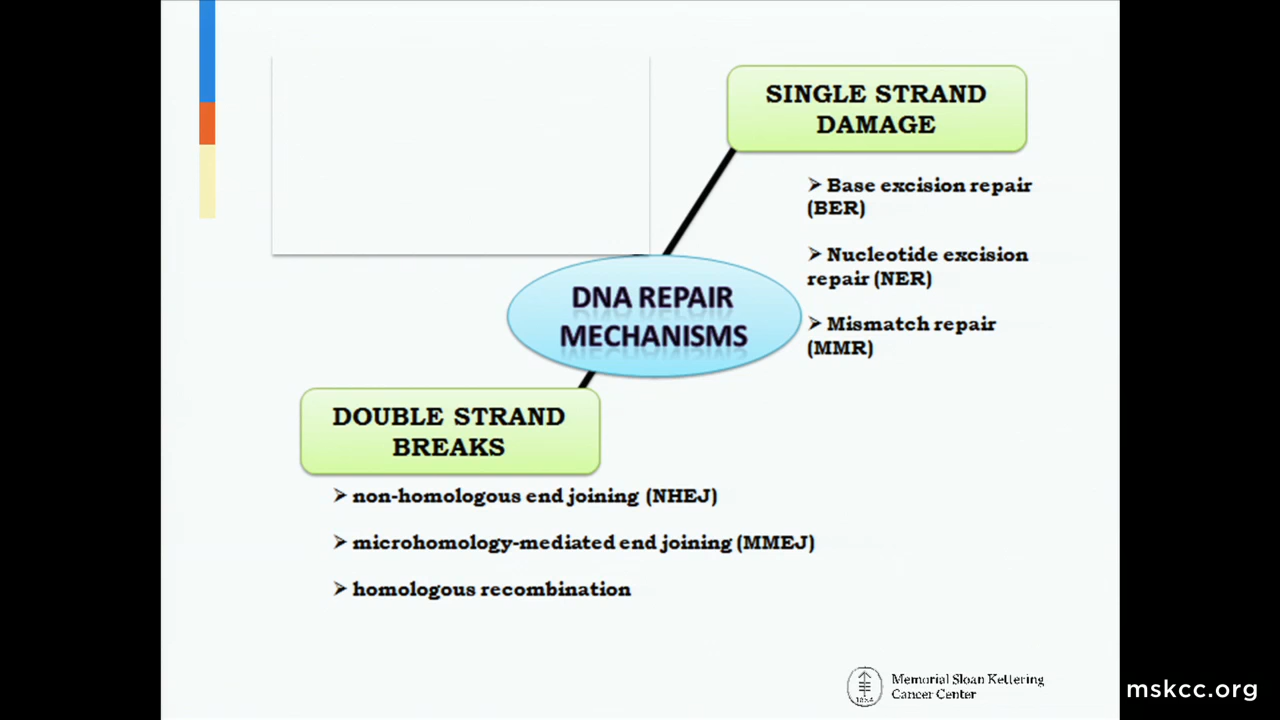 SINGLE STRAND
DAMAGE
➢ Base excision repair
(BER)
➢ Nucleotide excision
repair (NER)
➢ Mismatch repair
(MMR)
DNA REPAIR
MECHANISMS
DOUBLE STRAND
BREAKS
➢ non-homologous end joining (NHEJ)
➢ microhomology-mediated end joining (MMEJ)
➢ homologous recombination
Memorial Sloan Kettering
Cancer Center
1884
mskcc.org